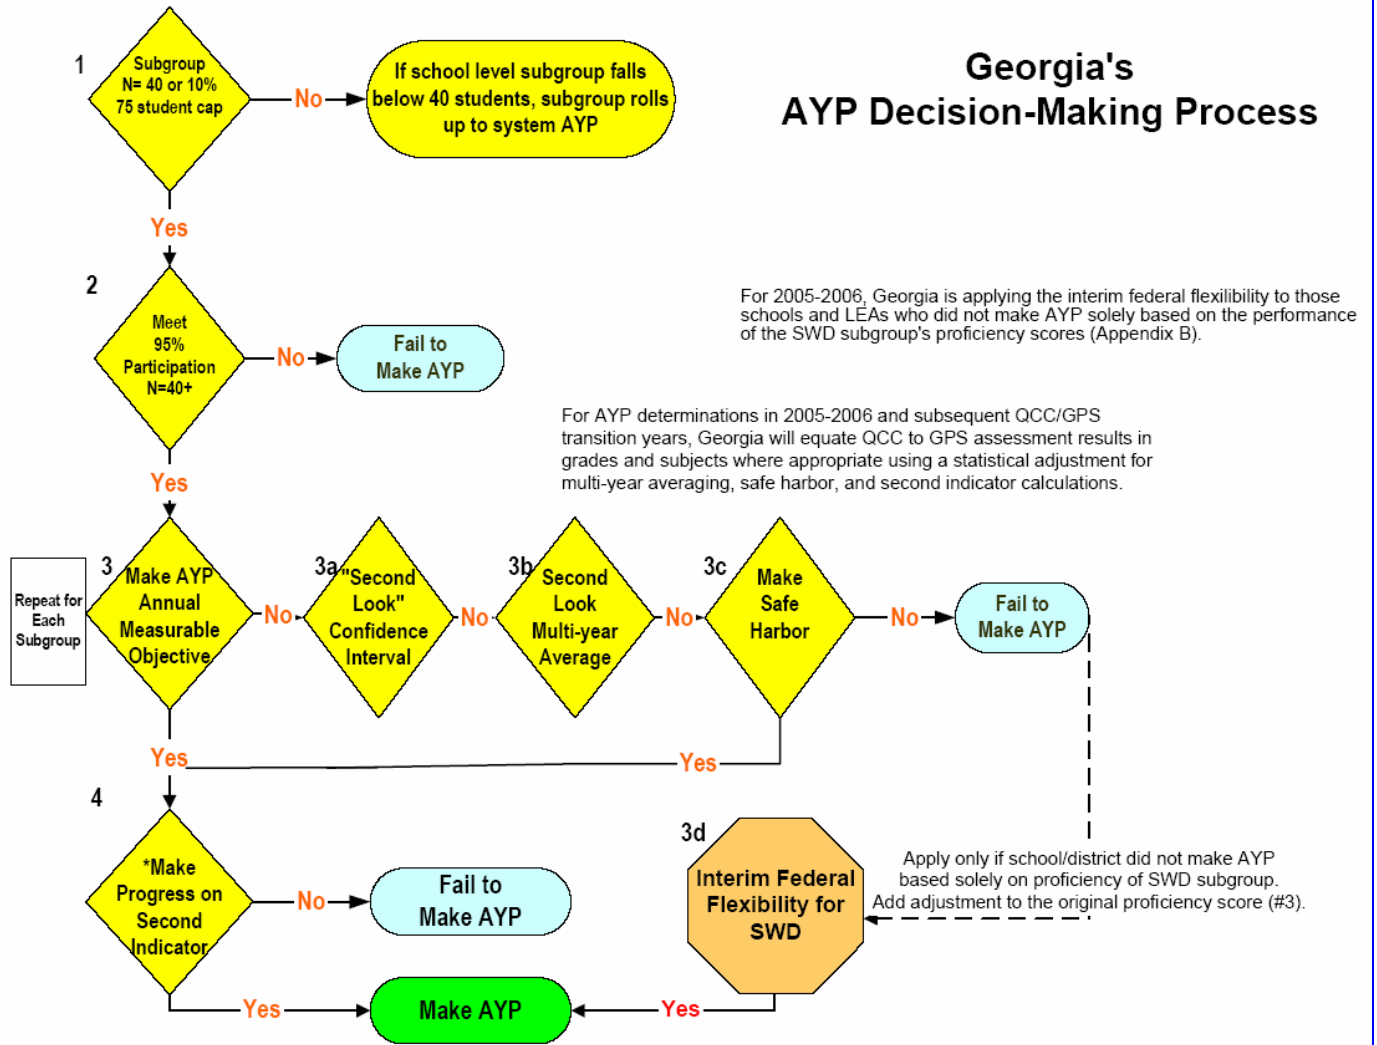 Georgia's
AYP Decision-Making Process
1
Subgroup
N= 40 or 10%
75 student cap
No
If school level subgroup falls
below 40 students, subgroup rolls
up to system AYP
Yes
2
Meet
95%
Participation
N=40+
No
Fail to
Make AYP
For 2005-2006, Georgia is applying the interim federal flexilibility to those
schools and LEAs who did not make AYP solely based on the performance
of the SWD subgroup's proficiency scores (Appendix B).
For AYP determinations in 2005-2006 and subsequent QCC/GPS
transition years, Georgia will equate QCC to GPS assessment results in
grades and subjects where appropriate using a statistical adjustment for
multi-year averaging, safe harbor, and second indicator calculations.
Yes
Repeat for
Each
Subgroup
3
Make AYP
Annual
Measurable
Objective
No
3a
"Second
Look"
Confidence
Interval
No
3b
Second
Look
Multi-year
Average
No
3c
Make
Safe
Harbor
No
Fail to
Make AYP
Yes
Yes
4
*Make
Progress on
Second
Indicator
No
Fail to
Make AYP
3d
Interim Federal
Flexibility for
SWD
Apply only if school/district did not make AYP
based solely on proficiency of SWD subgroup.
Add adjustment to the original proficiency score (#3).
Yes
Make AYP
Yes